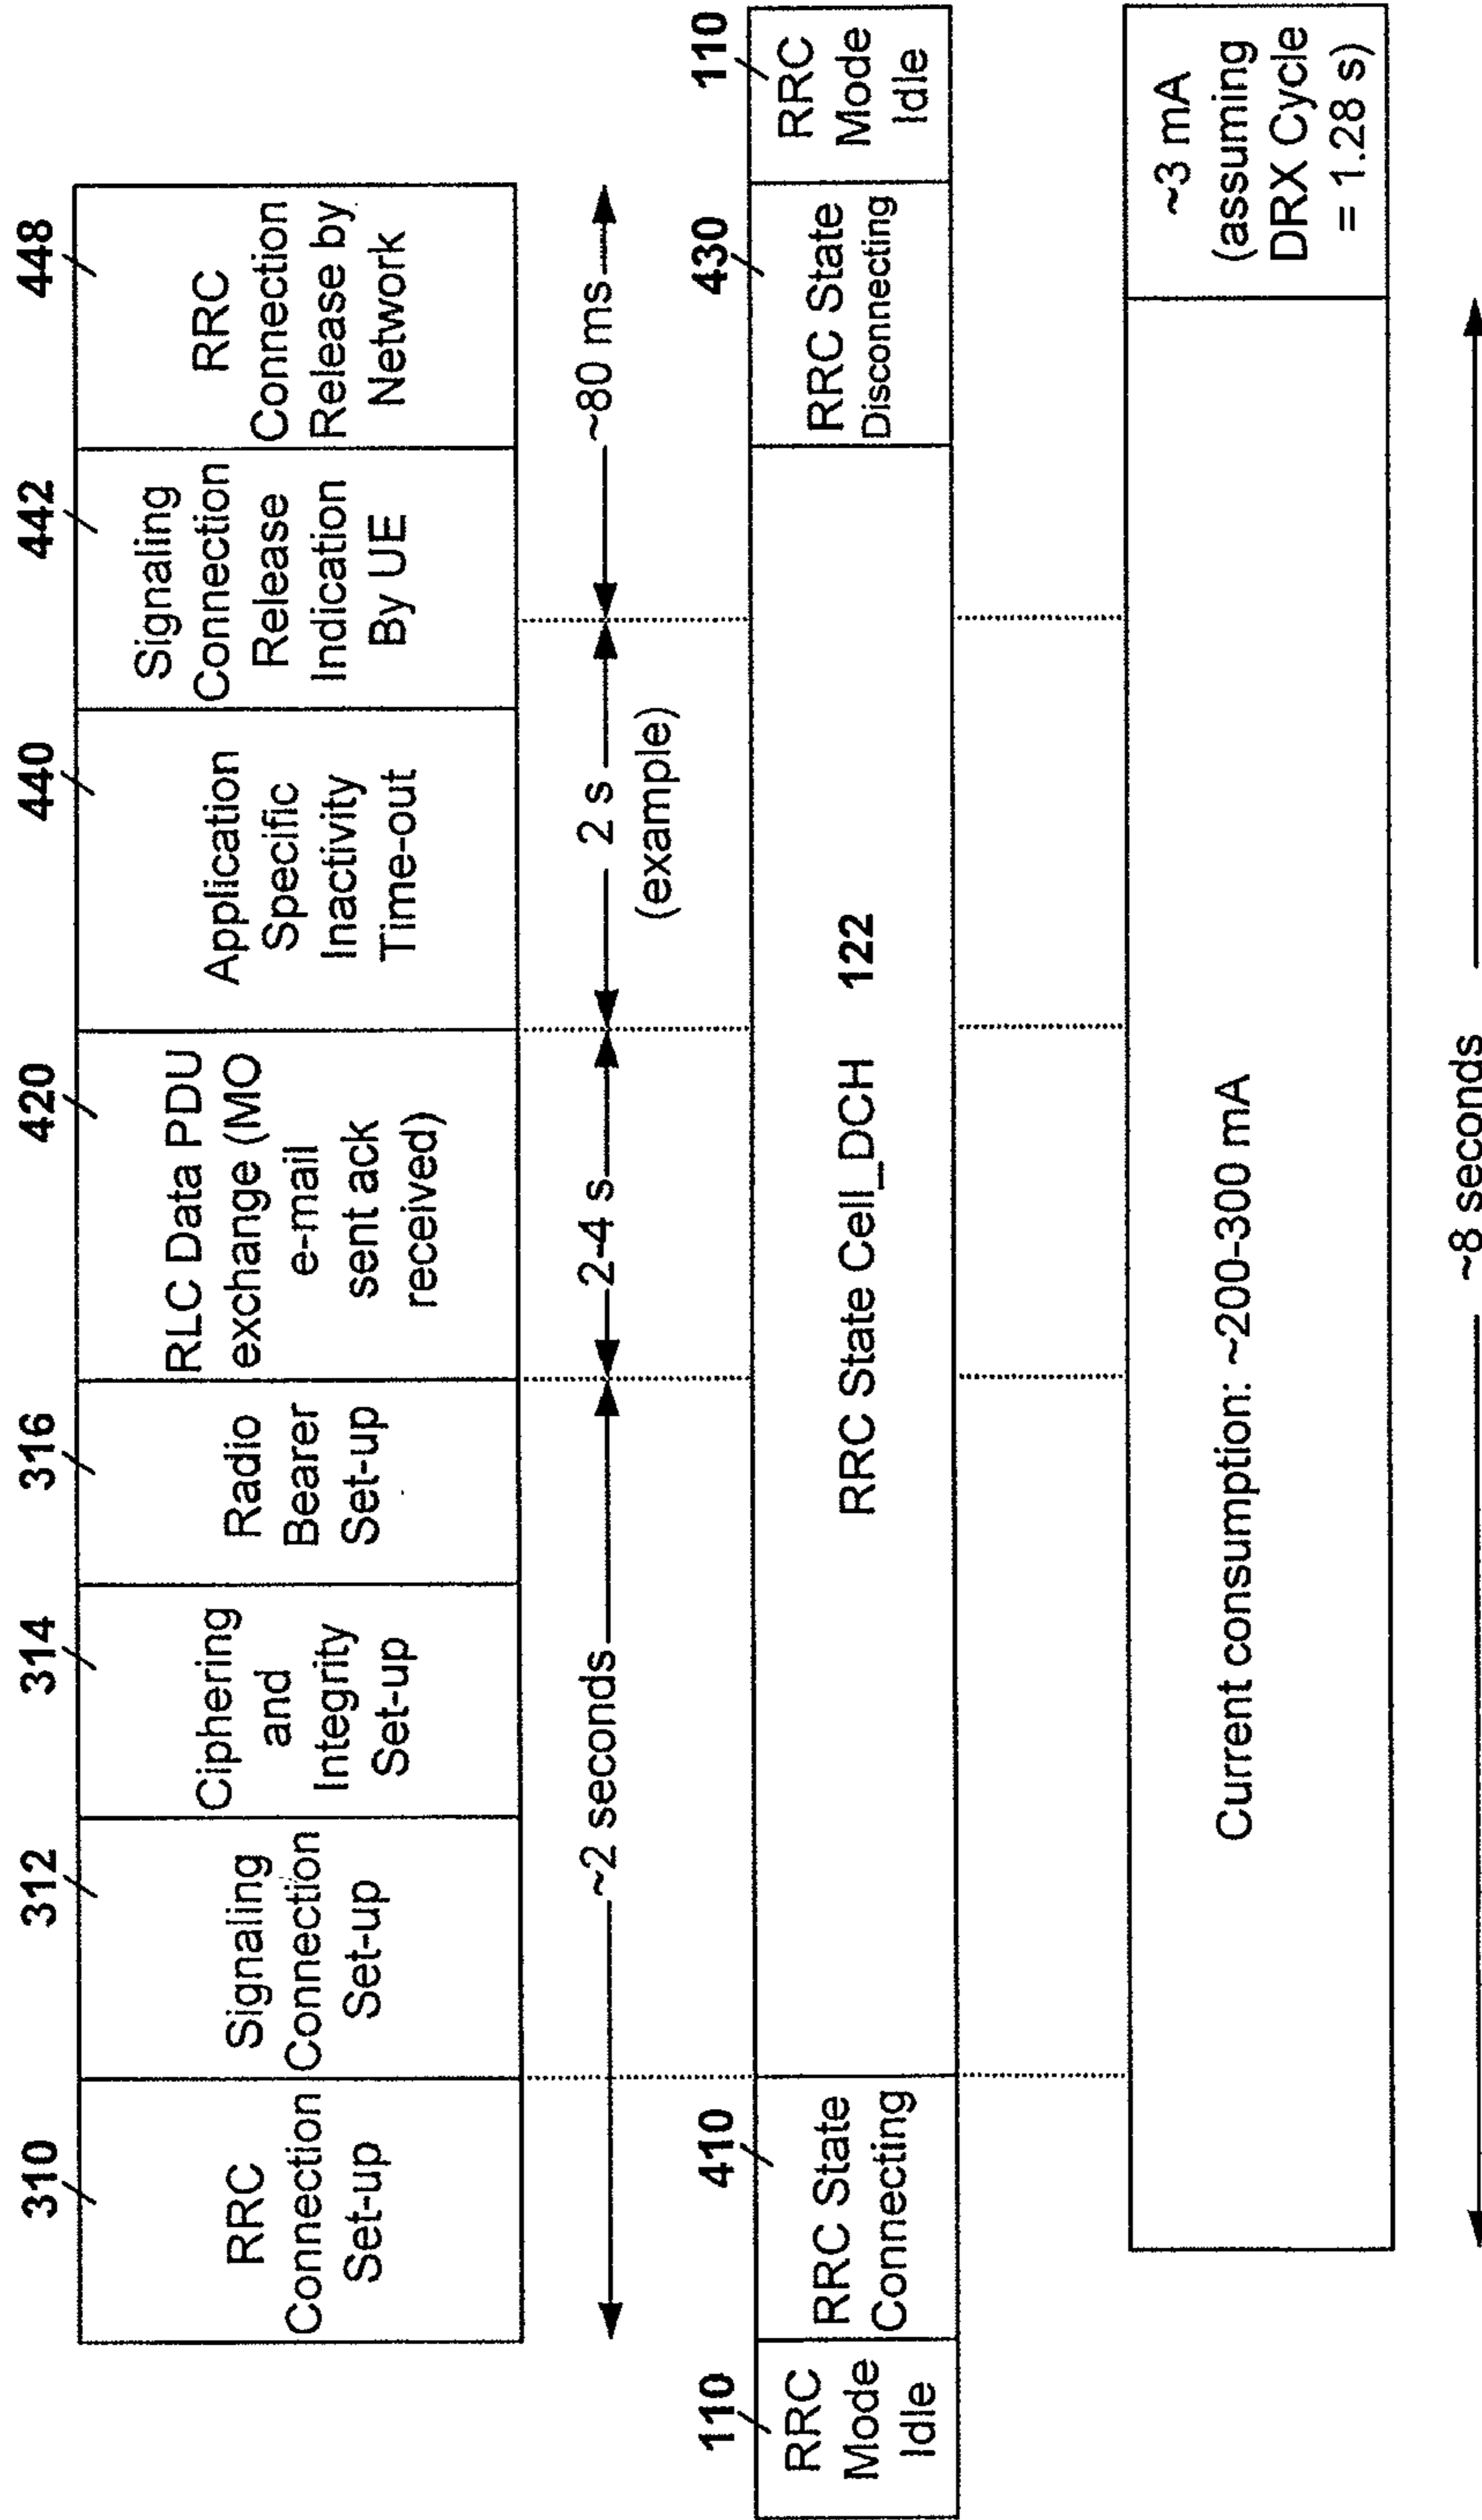 310
312
314
316
420
440
442
448
RRC
Connection
Set-up
Signaling
Connection
Set-up
Ciphering
and
Integrity
Set-up
Radio
Bearer
Set-up
RLC Data PDU
exchange (MO
e-mail
sent ack
received)
Application
Specific
Inactivity
Time-out
Signaling
Connection
Release
Indication
By UE
RRC
Connection
Release by
Network
~2 seconds
2-4 s
2 s
(example)
~80 ms
110
410
430
110
RRC
Mode
Idle
RRC State
Connecting
RRC State Cell_DCH 122
RRC State
Disconnecting
RRC
Mode
Idle
Current consumption: ~200-300 mA
~3 mA
(assuming
DRX Cycle
= 1.28 s)
~8 seconds